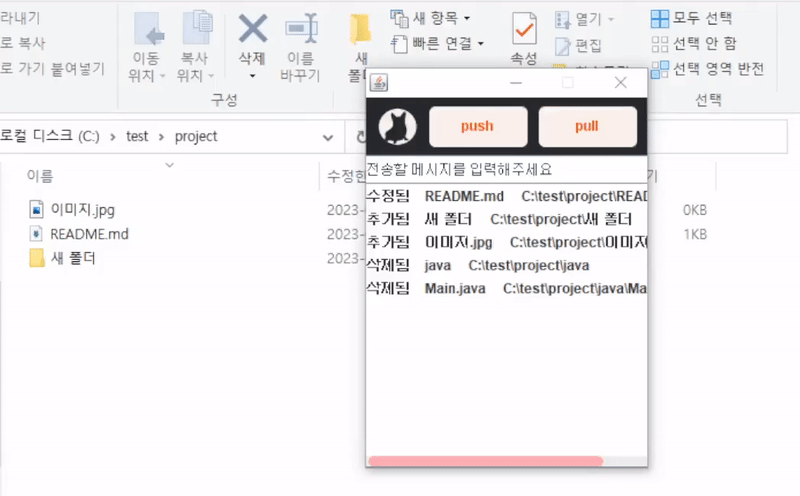 라내기
로 복사
로 가기 붙여넣기
이동 위치
복사 위치
삭제
이름 바꾸기
새 폴더
새 항목
빠른 연결
속성
열기
편집
모두 선택
선택 안 함
선택 영역 반전
구성
선택
로컬 디스크 (C:) > test > project
이름
수정한
이미지.jpg 2023- 0KB
README.md 2023- 1KB
새 폴더 2023-
push
pull
전송할 메시지를 입력해주세요
수정됨 README.md C:\test\project\READ
추가됨 새 폴더 C:\test\project\새 폴더
추가됨 이미지.jpg C:\test\project\이미지
삭제됨 java C:\test\project\java
삭제됨 Main.java C:\test\project\java\Ma